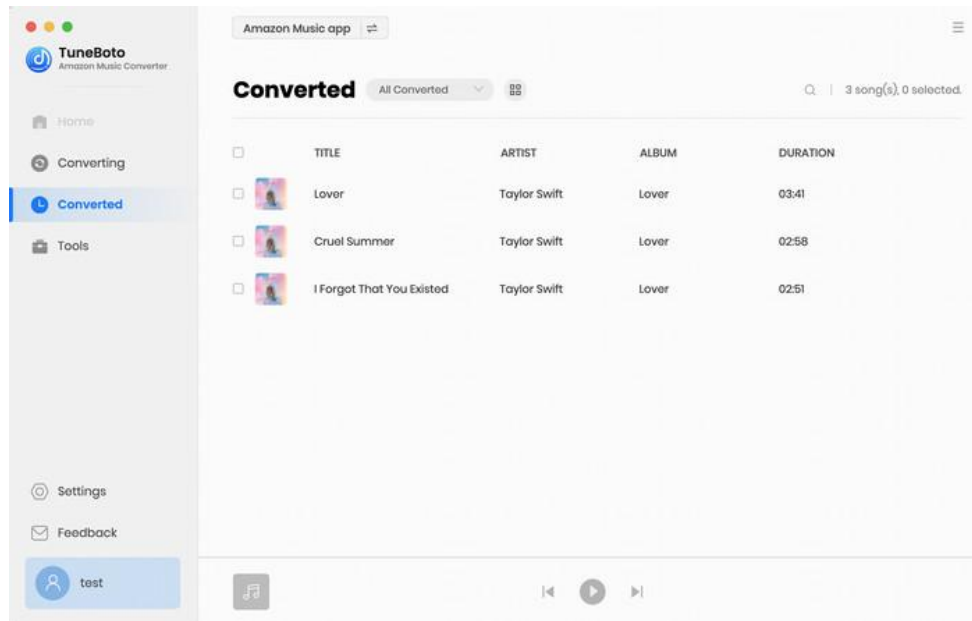 TuneBoto
Amazon Music Converter
Home
Converting
Converted
Tools
Settings
Feedback
test
Amazon Music app
Converted All Converted 3 song(s), 0 selected.
TITLE ARTIST ALBUM DURATION
Lover Taylor Swift Lover 03:41
Cruel Summer Taylor Swift Lover 02:58
I Forgot That You Existed Taylor Swift Lover 02:51